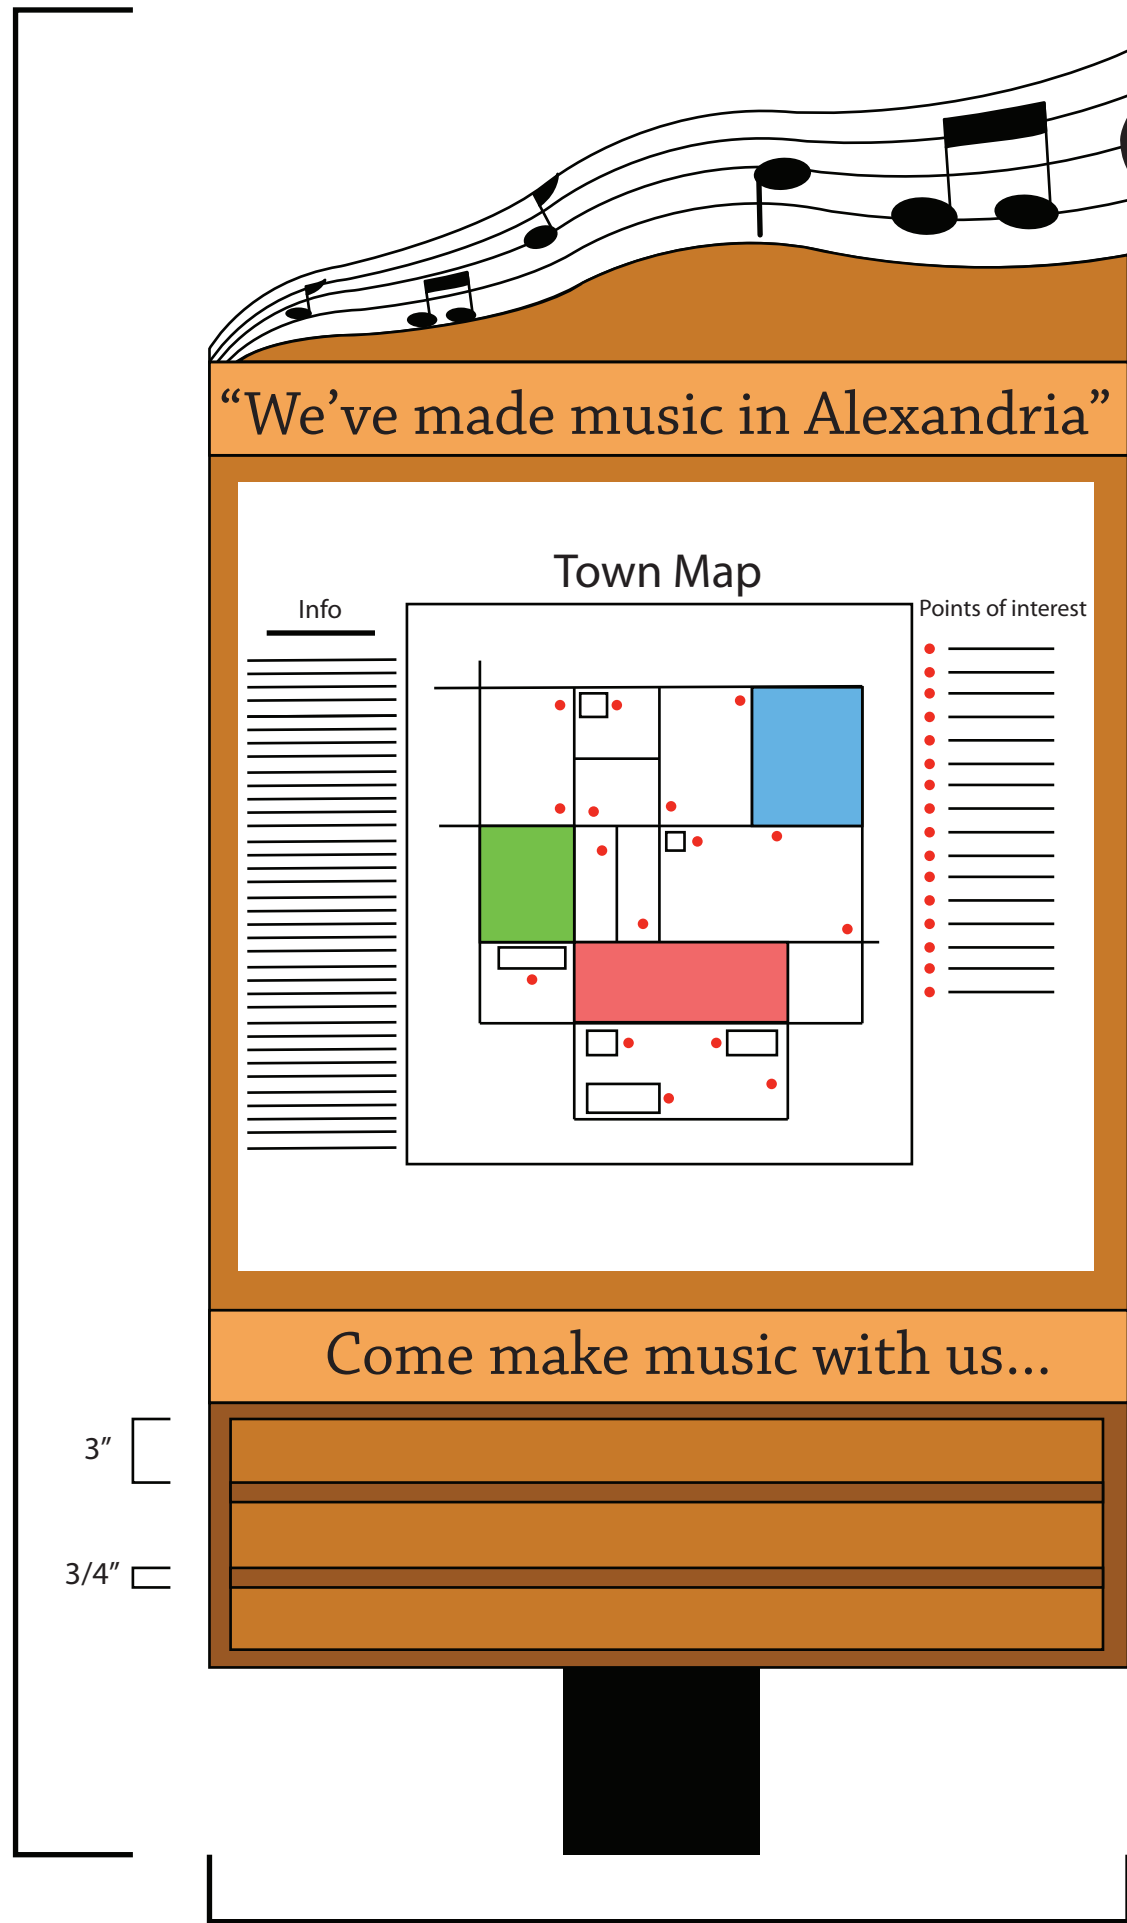 “We’ve made music in Alexandria”
Town Map
Info
Points of interest
Come make music with us...
3”
3/4”